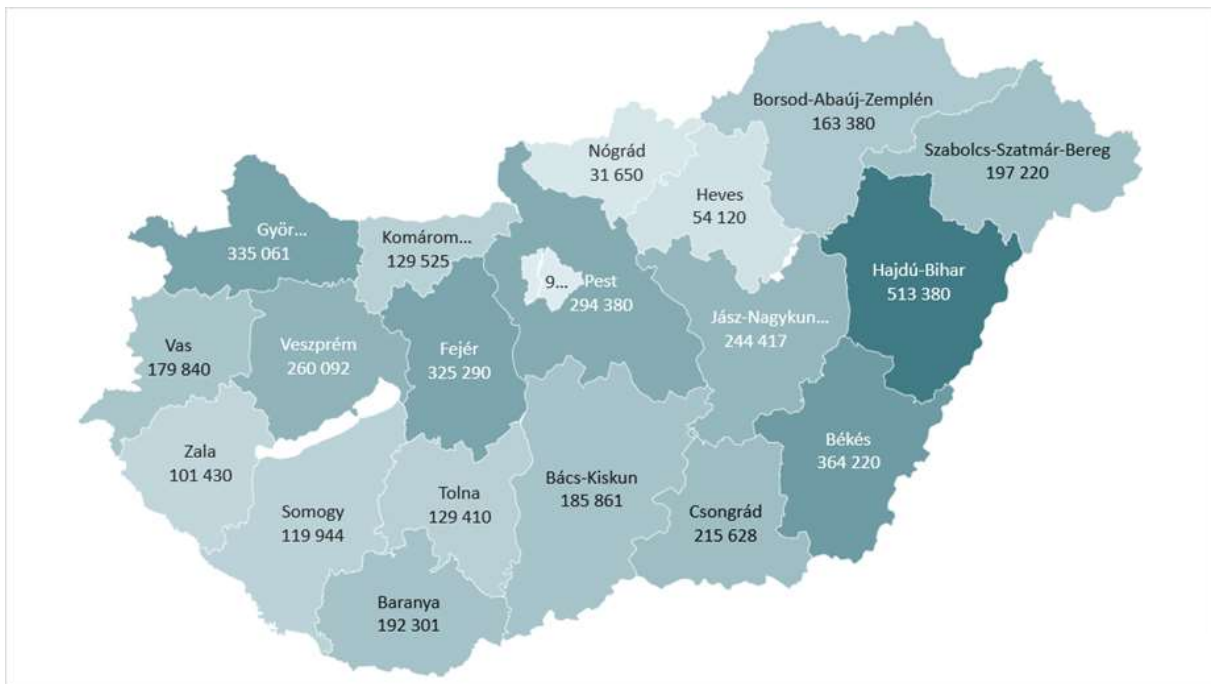 Borsod-Abaúj-Zemplén
163 380
Szabolcs-Szatmár-Bereg
197 220
Nógrád
31 650
Heves
54 120
Győr...
335 061
Komárom...
129 525
9...
Pest
294 380
Hajdú-Bihar
513 380
Jász-Nagykun...
244 417
Vas
179 840
Veszprém
260 092
Fejér
325 290
Zala
101 430
Békés
364 220
Bács-Kiskun
185 861
Tolna
129 410
Somogy
119 944
Csongrád
215 628
Baranya
192 301